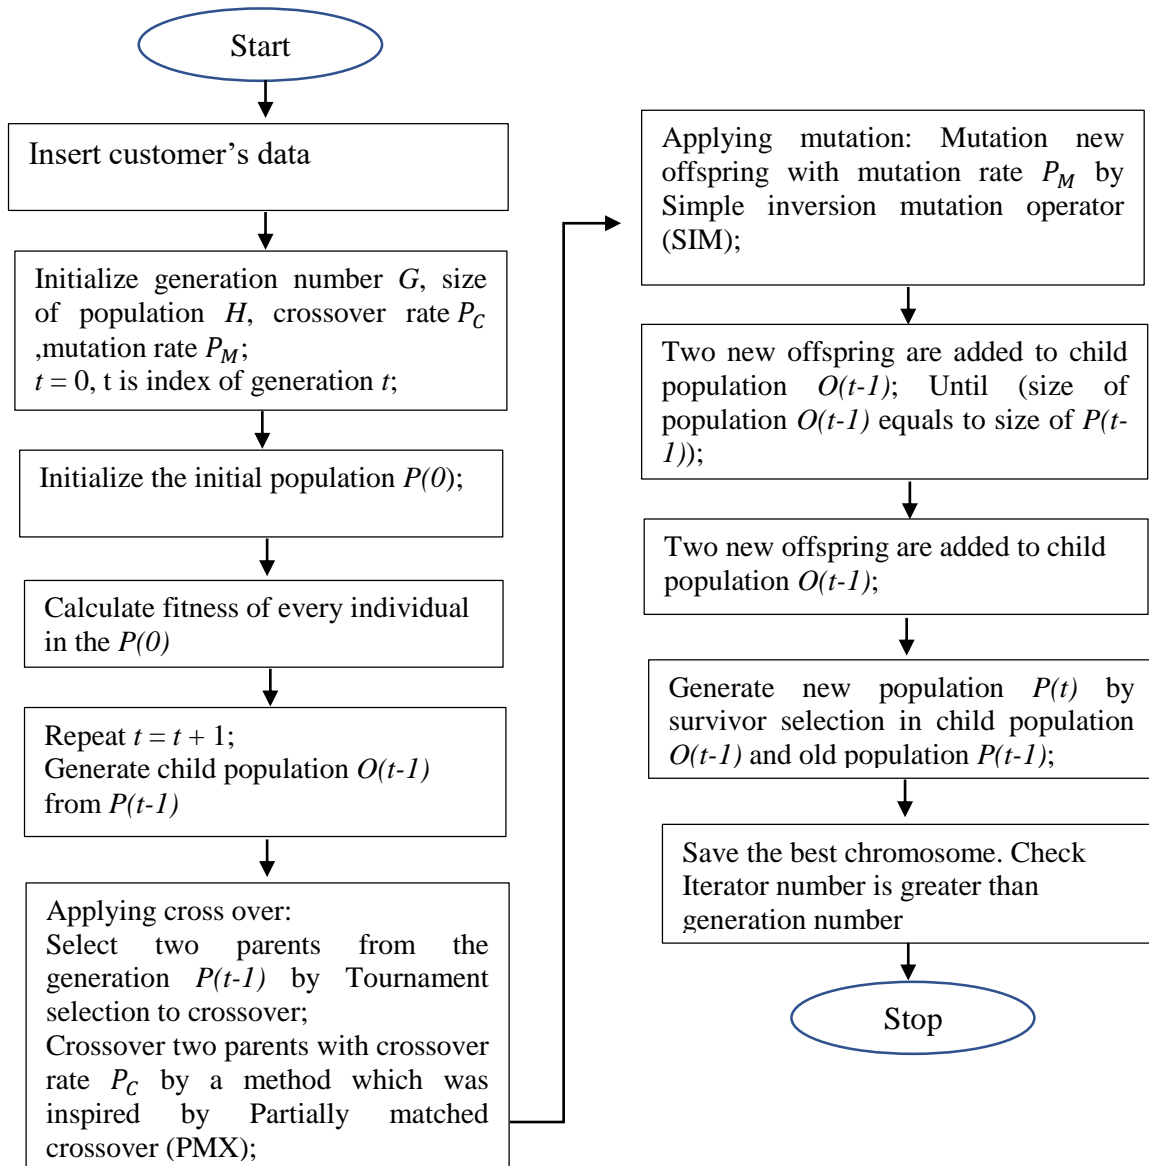 Start
Insert customer’s data
Initialize generation number G, size
of population H, crossover rate P_C
,mutation rate P_M;
t = 0, t is index of generation t;
Initialize the initial population P(0);
Calculate fitness of every individual
in the P(0)
Repeat t = t + 1;
Generate child population O(t-1)
from P(t-1)
Applying cross over:
Select two parents from the
generation P(t-1) by Tournament
selection to crossover;
Crossover two parents with crossover
rate P_C by a method which was
inspired by Partially matched
crossover (PMX);
Applying mutation: Mutation new
offspring with mutation rate P_M by
Simple inversion mutation operator
(SIM);
Two new offspring are added to child
population O(t-1); Until (size of
population O(t-1) equals to size of P(t-
1));
Two new offspring are added to child
population O(t-1);
Generate new population P(t) by
survivor selection in child population
O(t-1) and old population P(t-1);
Save the best chromosome. Check
Iterator number is greater than
generation number
Stop